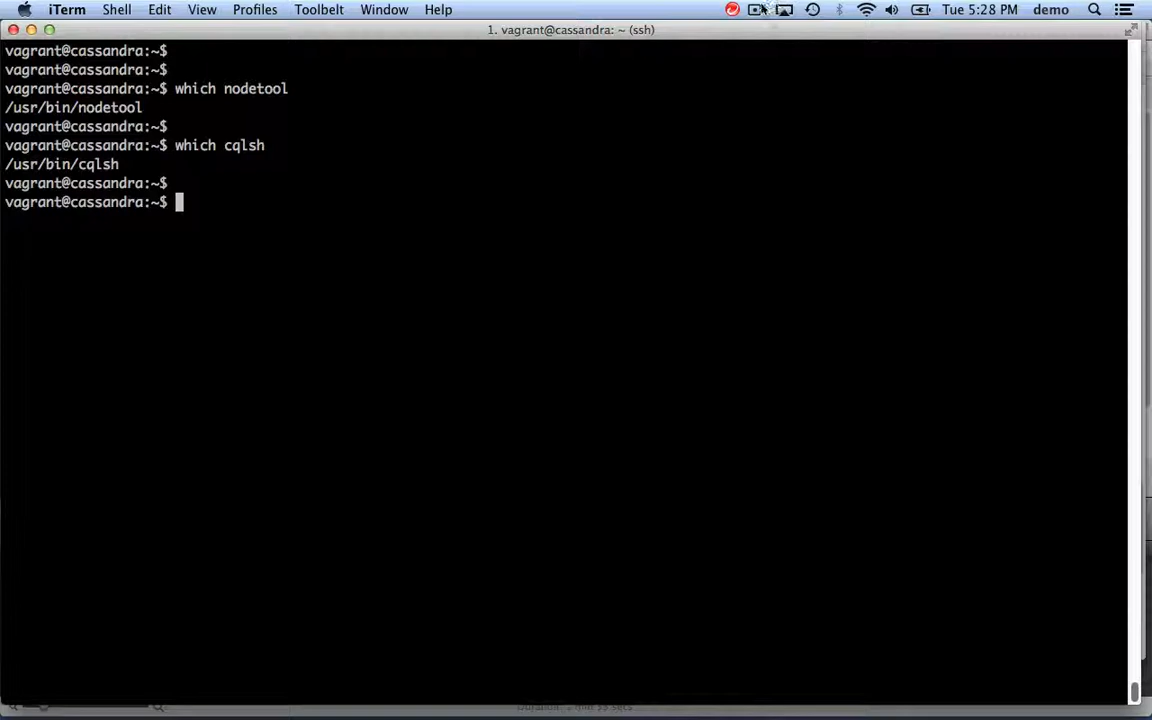 iTerm Shell Edit View Profiles Toolbelt Window Help Tue 5:28 PM demo
1. vagrant@cassandra: ~ (ssh)
vagrant@cassandra:~$
vagrant@cassandra:~$
vagrant@cassandra:~$ which nodetool
/usr/bin/nodetool
vagrant@cassandra:~$
vagrant@cassandra:~$ which cqlsh
/usr/bin/cqlsh
vagrant@cassandra:~$
vagrant@cassandra:~$